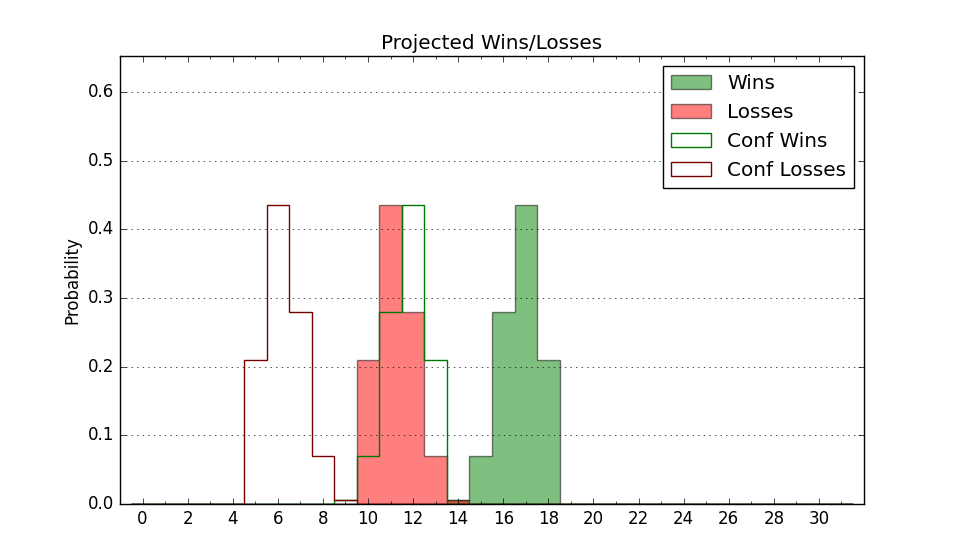 Projected Wins/Losses
Wins
Losses
Conf Wins
Conf Losses
Probability
0.6
0.5
0.4
0.3
0.2
0.1
0.0
0 2 4 6 8 10 12 14 16 18 20 22 24 26 28 30